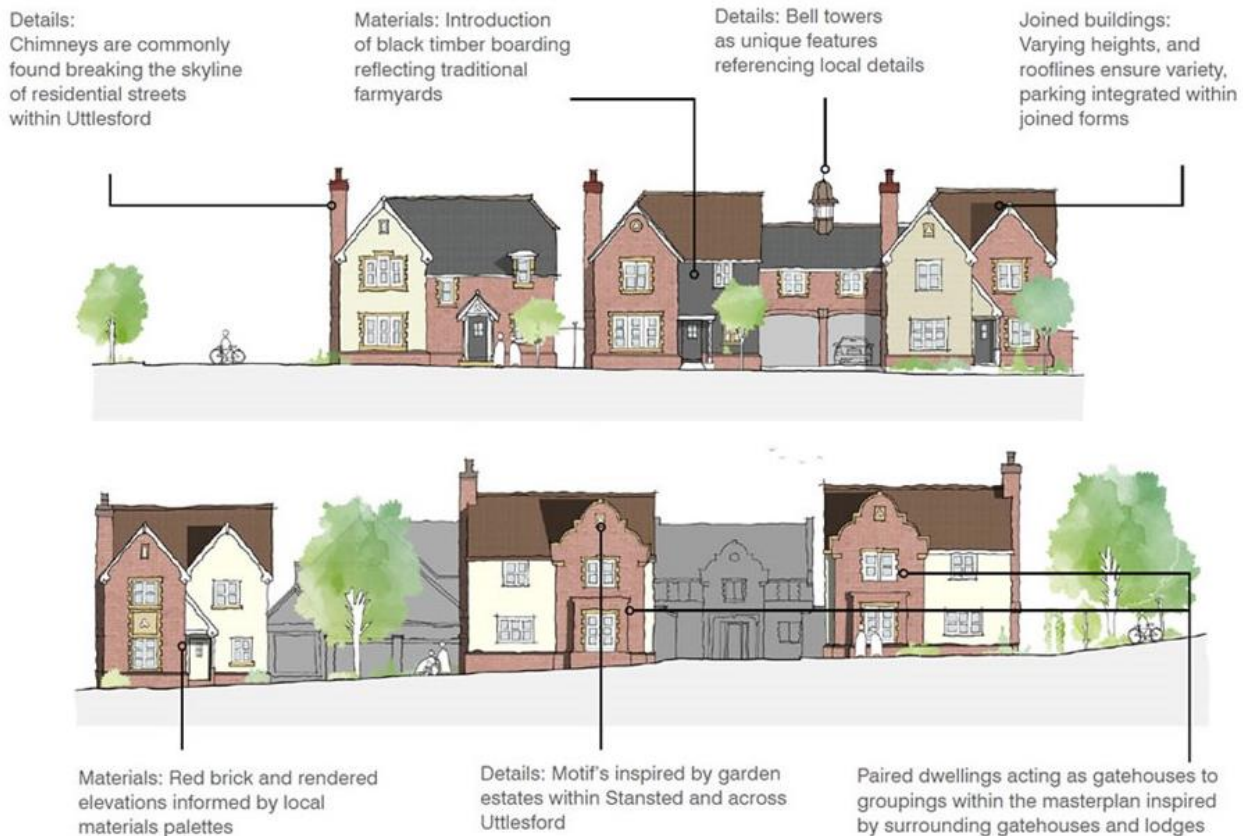 Details:
Chimneys are commonly
found breaking the skyline
of residential streets
within Uttlesford
Materials: Introduction
of black timber boarding
reflecting traditional
farmyards
Details: Bell towers
as unique features
referencing local details
Joined buildings:
Varying heights, and
rooflines ensure variety,
parking integrated within
joined forms
Materials: Red brick and rendered
elevations informed by local
materials palettes
Details: Motif's inspired by garden
estates within Stansted and across
Uttlesford
Paired dwellings acting as gatehouses to
groupings within the masterplan inspired
by surrounding gatehouses and lodges